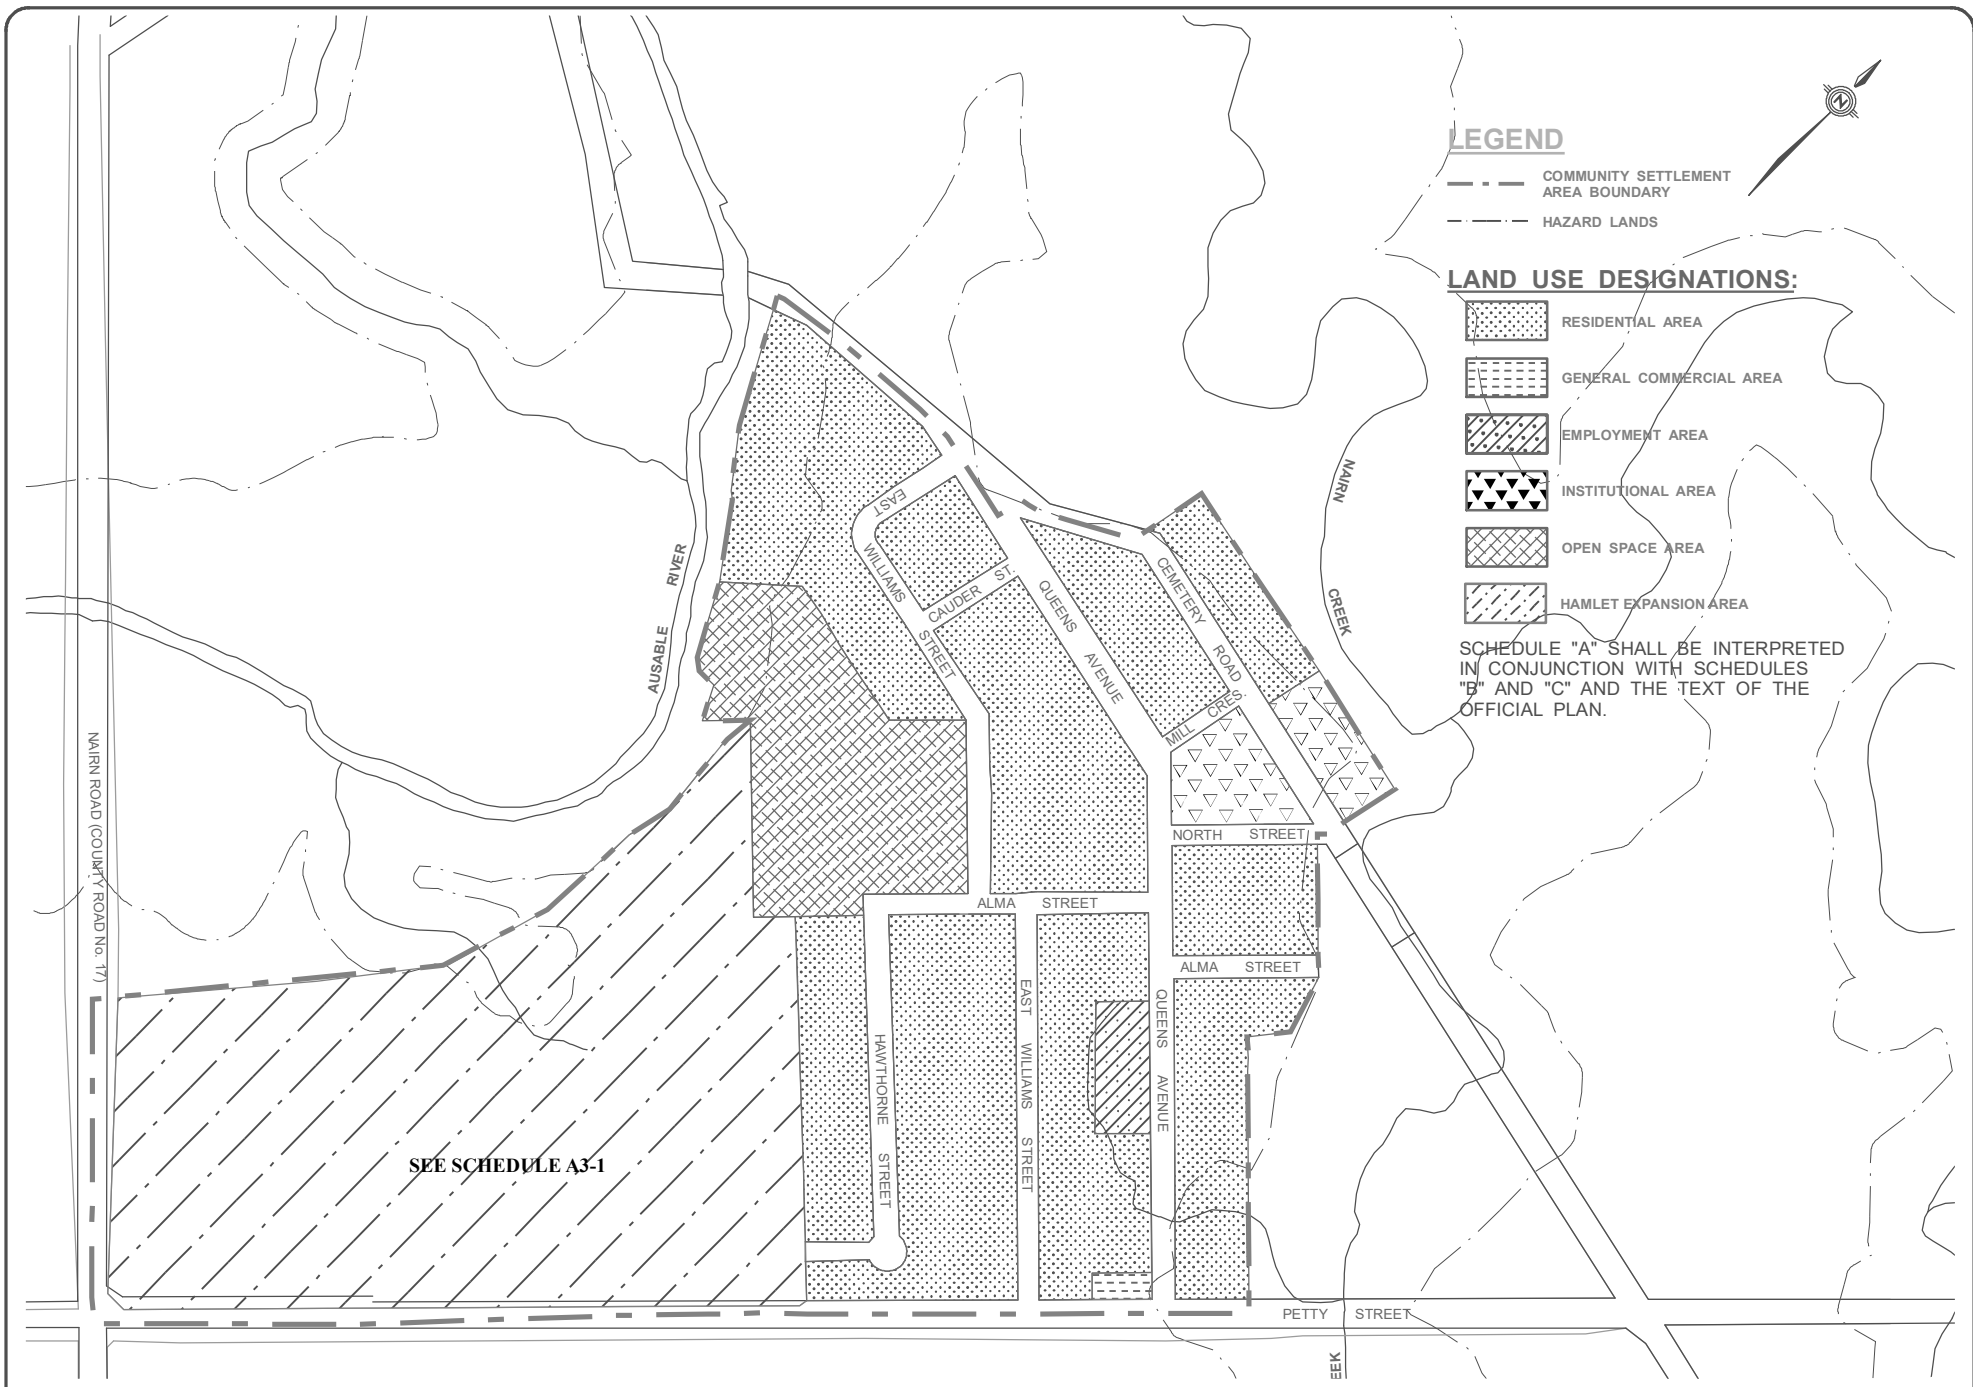 N
LEGEND
COMMUNITY SETTLEMENT
AREA BOUNDARY
HAZARD LANDS
LAND USE DESIGNATIONS:
RESIDENTIAL AREA
GENERAL COMMERCIAL AREA
EMPLOYMENT AREA
INSTITUTIONAL AREA
OPEN SPACE AREA
HAMLET EXPANSION AREA
SCHEDULE "A" SHALL BE INTERPRETED
IN CONJUNCTION WITH SCHEDULES
"B" AND "C" AND THE TEXT OF THE
OFFICIAL PLAN.
NAIRN CREEK
AUSABLE RIVER
EAST WILLIAMS STREET
CAUDER ST.
QUEENS AVENUE
CEMETERY ROAD
MILL CRES.
NORTH STREET
ALMA STREET
ALMA STREET
NAIRN ROAD (COUNTY ROAD No. 17)
HAWTHORNE STREET
EAST WILLIAMS STREET
QUEENS AVENUE
SEE SCHEDULE A3-1
PETTY STREET
EEK